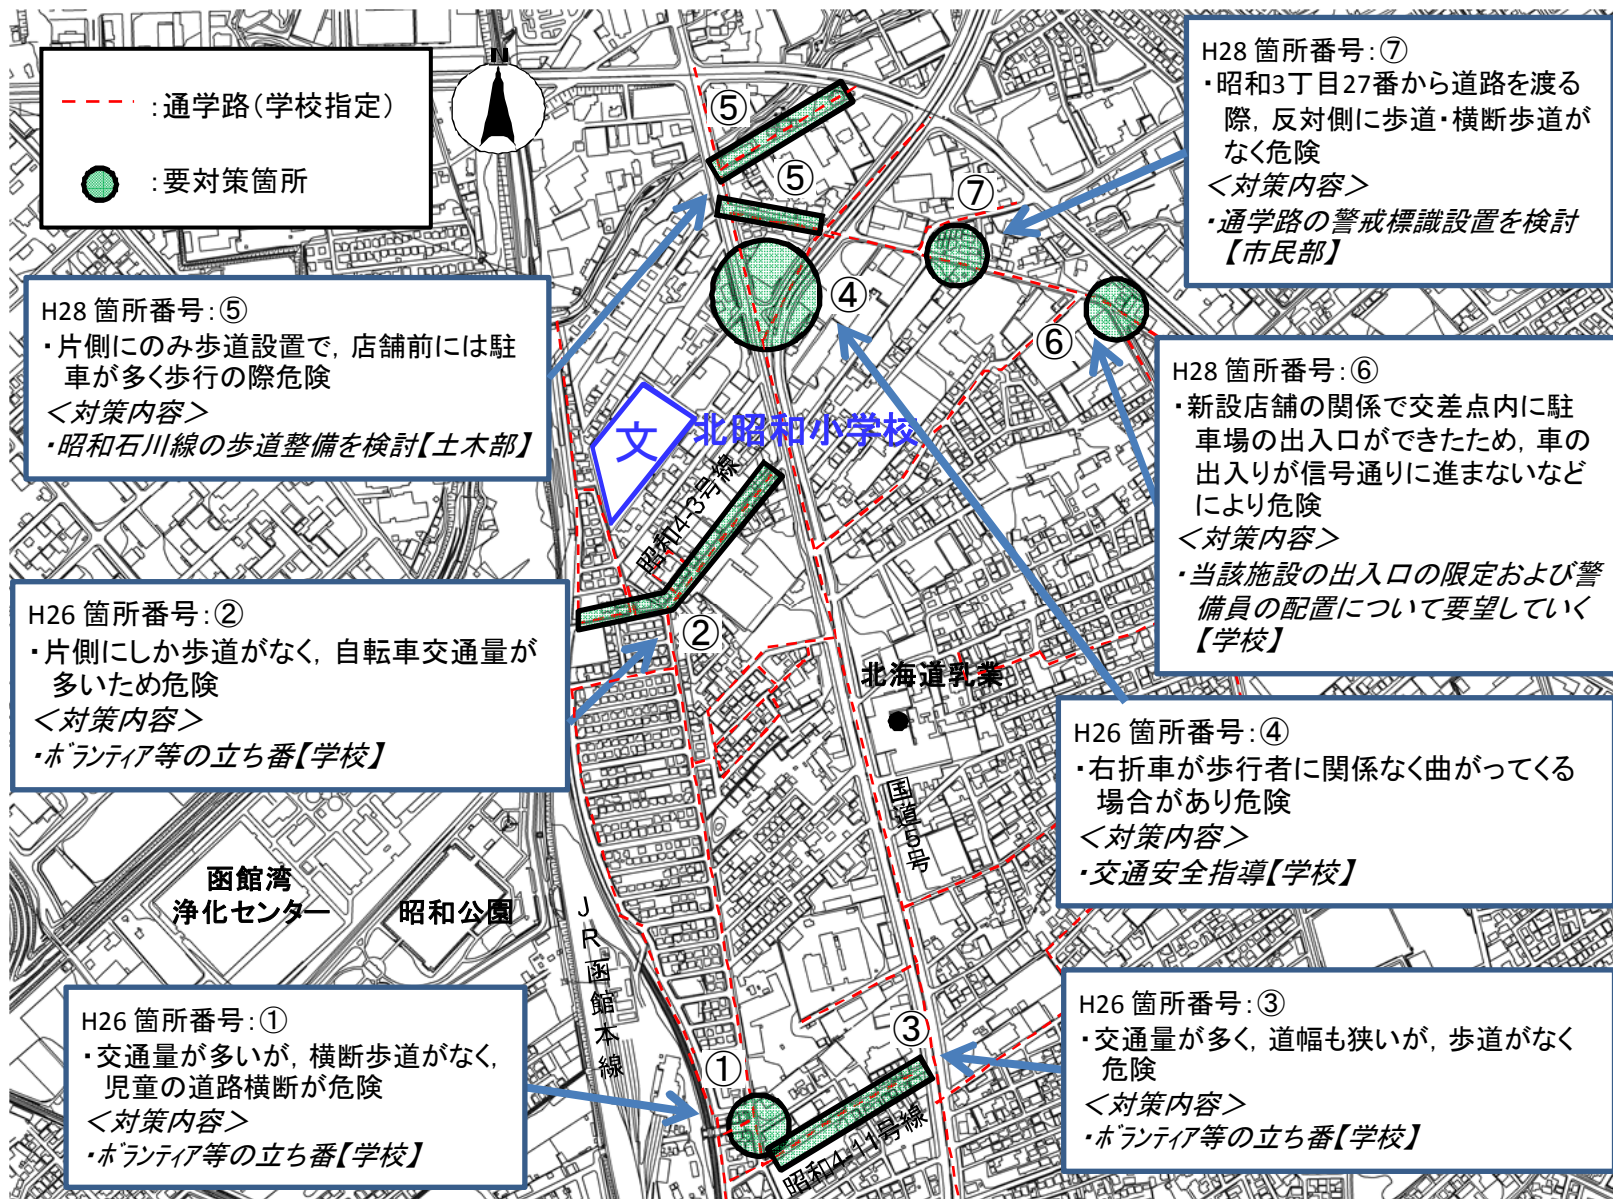 N
:通学路(学校指定)
:要対策箇所
H28 箇所番号:⑦
・昭和3丁目27番から道路を渡る
際, 反対側に歩道・横断歩道が
なく危険
<対策内容>
・通学路の警戒標識設置を検討
【市民部】
⑤
⑤
⑦
④
⑥
H28 箇所番号:⑤
・片側にのみ歩道設置で, 店舗前には駐
車が多く歩行の際危険
<対策内容>
・昭和石川線の歩道整備を検討【土木部】
H28 箇所番号:⑥
・新設店舗の関係で交差点内に駐
車場の出入口ができたため, 車の
出入りが信号通りに進まないなど
により危険
<対策内容>
・当該施設の出入口の限定および警
備員の配置について要望していく
【学校】
文
北昭和小学校
昭和4-3号線
②
H26 箇所番号:②
・片側にしか歩道がなく, 自転車交通量が
多いため危険
<対策内容>
・ボランティア等の立ち番【学校】
北海道乳業
国道5号
H26 箇所番号:④
・右折車が歩行者に関係なく曲がってくる
場合があり危険
<対策内容>
・交通安全指導【学校】
函館湾
浄化センター
昭和公園
JR函館本線
H26 箇所番号:①
・交通量が多いが, 横断歩道がなく,
児童の道路横断が危険
<対策内容>
・ボランティア等の立ち番【学校】
①
③
昭和4-11号線
H26 箇所番号:③
・交通量が多く, 道幅も狭いが, 歩道がなく
危険
<対策内容>
・ボランティア等の立ち番【学校】